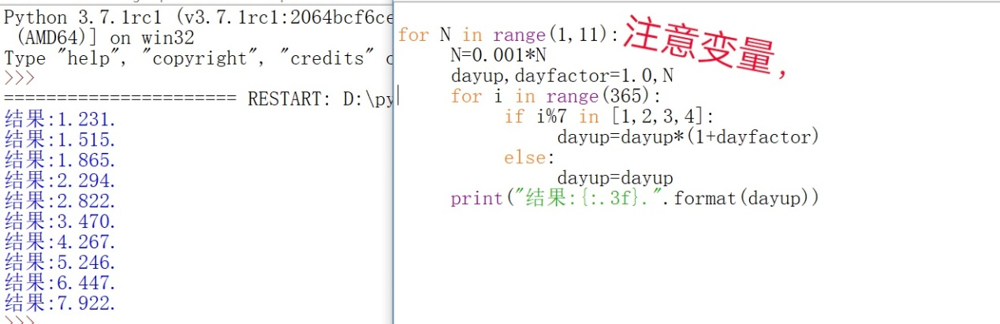 Python 3.7.1rc1 (v3.7.1rc1:2064bcf6ce
(AMD64)] on win32
Type "help", "copyright", "credits" o
>>>
====================== RESTART: D:\py
结果:1.231.
结果:1.515.
结果:1.865.
结果:2.294.
结果:2.822.
结果:3.470.
结果:4.267.
结果:5.246.
结果:6.447.
结果:7.922.
>>>
for N in range(1,11):
N=0.001*N
dayup,dayfactor=1.0,N
for i in range(365):
if i%7 in [1,2,3,4]:
dayup=dayup*(1+dayfactor)
else:
dayup=dayup
print("结果:{:.3f}.".format(dayup))
注意变量，